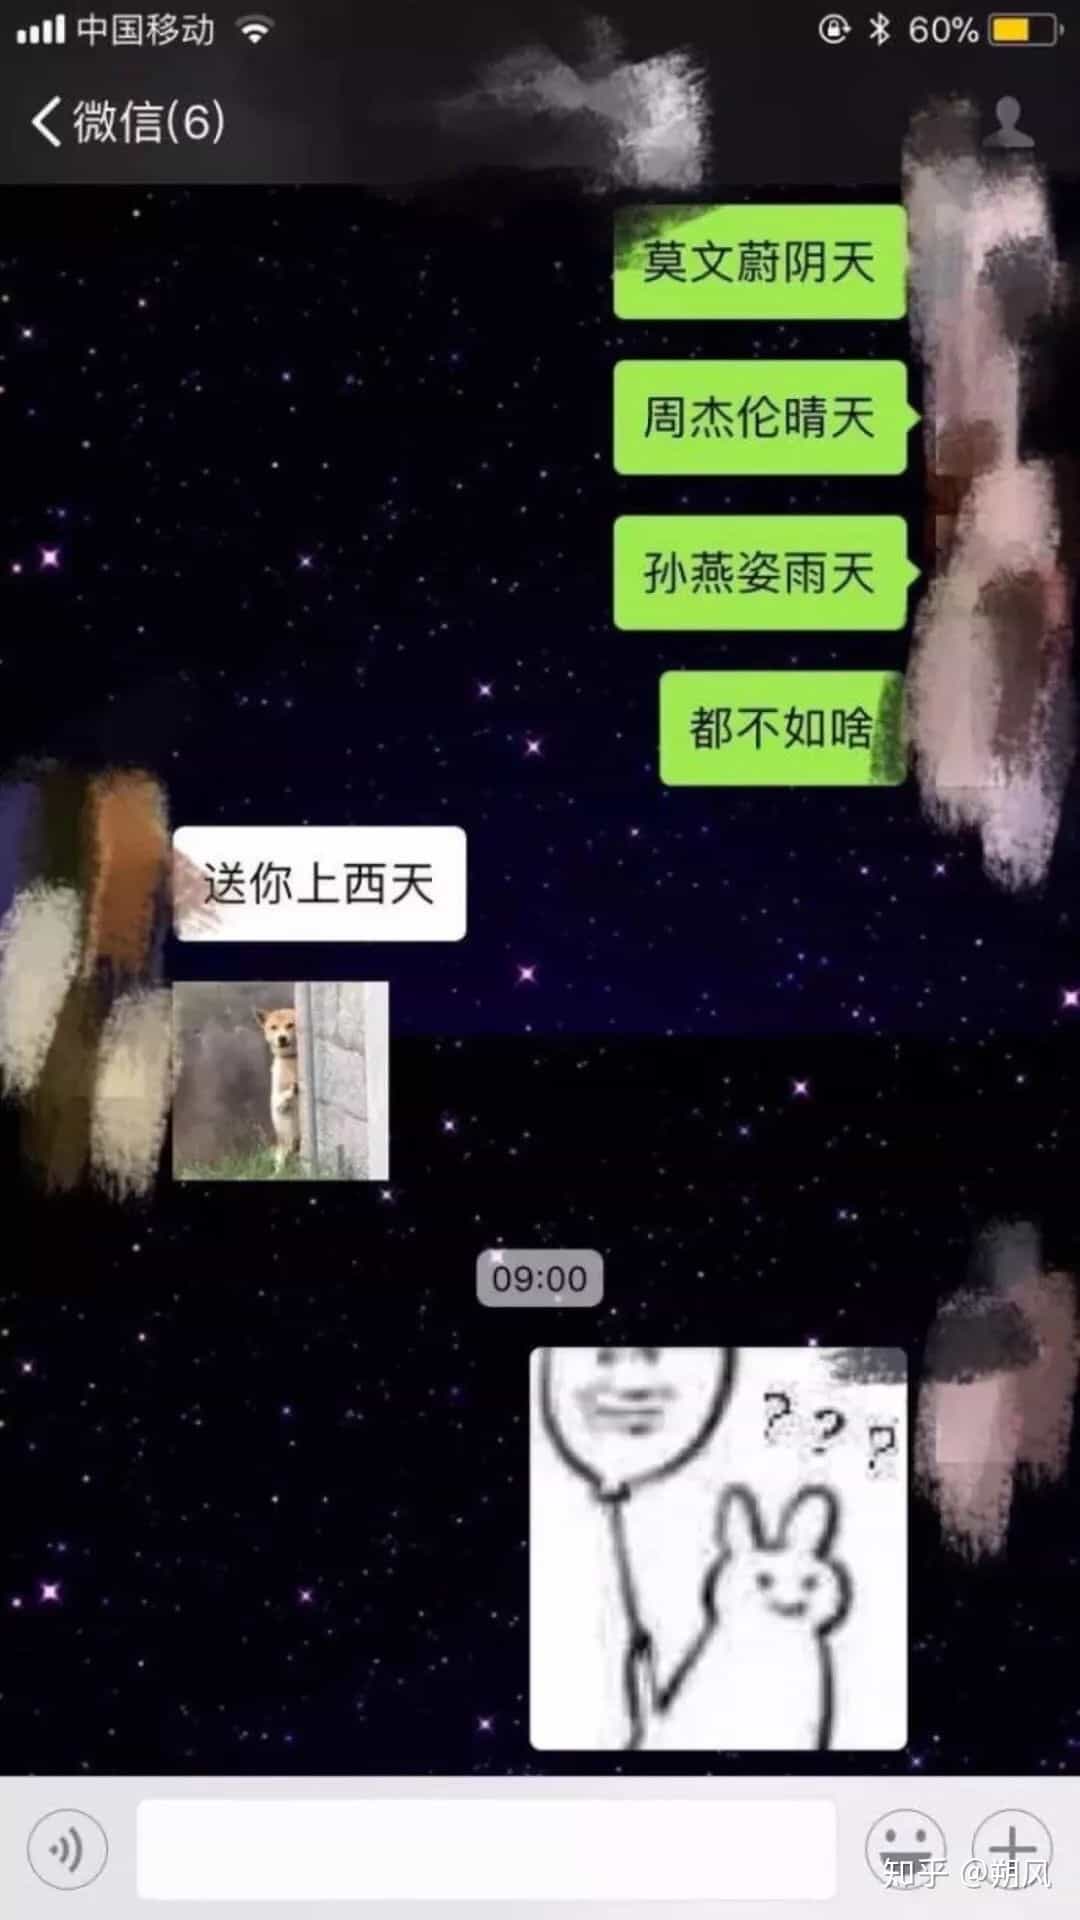 中国移动
60%
微信(6)
莫文蔚阴天
周杰伦晴天
孙燕姿雨天
都不如啥
送你上西天
09:00
? ? ?
知乎 @朔风